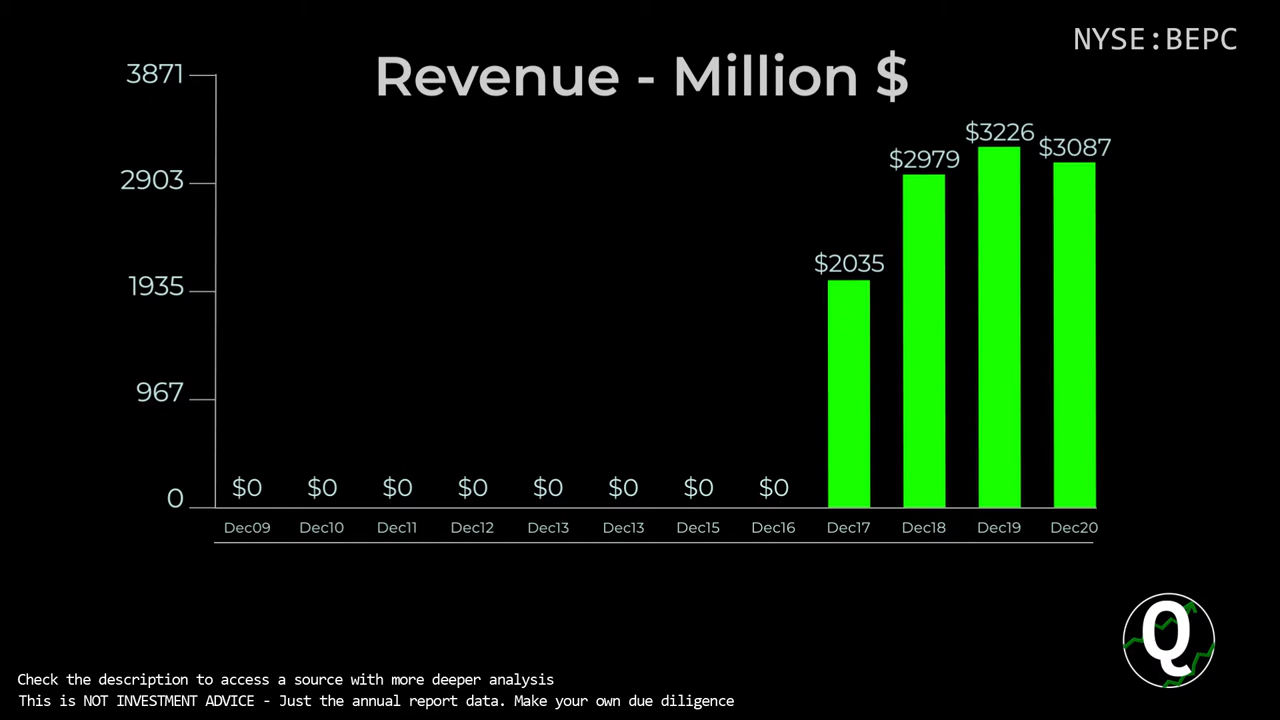 NYSE:BEPC
Revenue - Million $
3871
2903
1935
967
0
$0 $0 $0 $0 $0 $0 $0 $0 $2035 $2979 $3226 $3087
Dec09 Dec10 Dec11 Dec12 Dec13 Dec13 Dec15 Dec16 Dec17 Dec18 Dec19 Dec20
Q
Check the description to access a source with more deeper analysis
This is NOT INVESTMENT ADVICE - Just the annual report data. Make your own due diligence